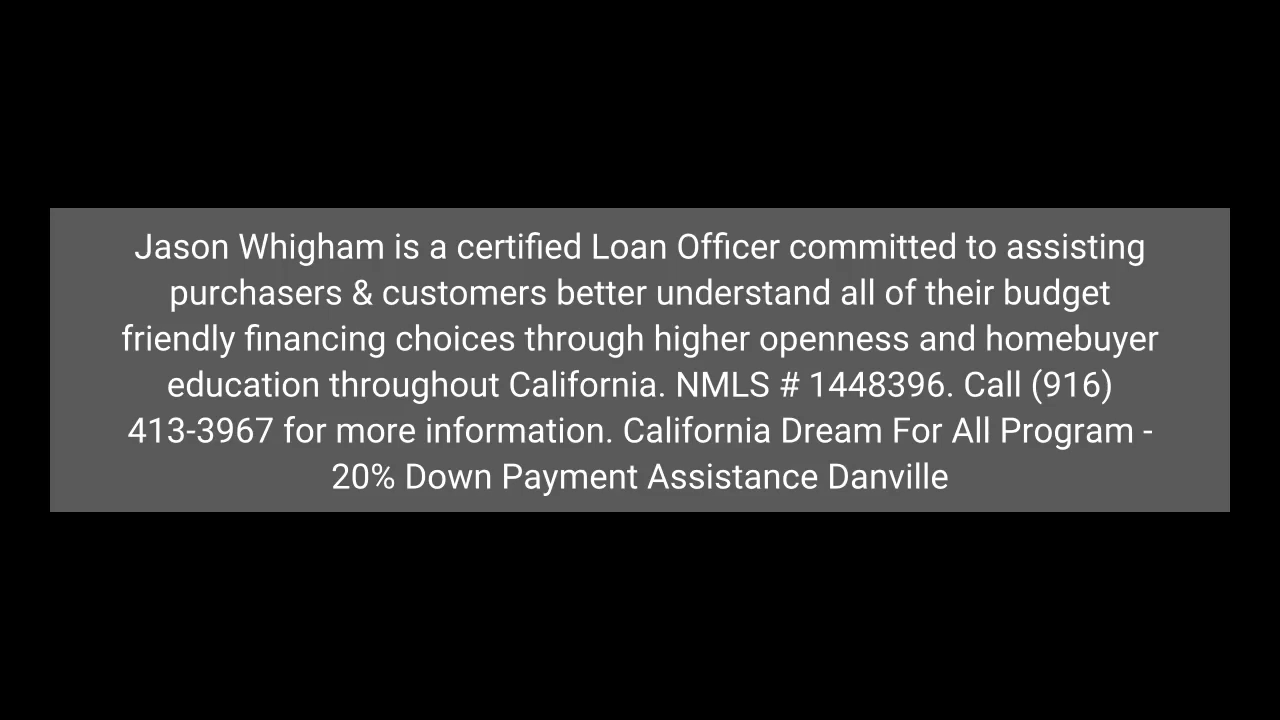 Jason Whigham is a certified Loan Officer committed to assisting
purchasers & customers better understand all of their budget
friendly financing choices through higher openness and homebuyer
education throughout California. NMLS # 1448396. Call (916)
413-3967 for more information. California Dream For All Program -
20% Down Payment Assistance Danville